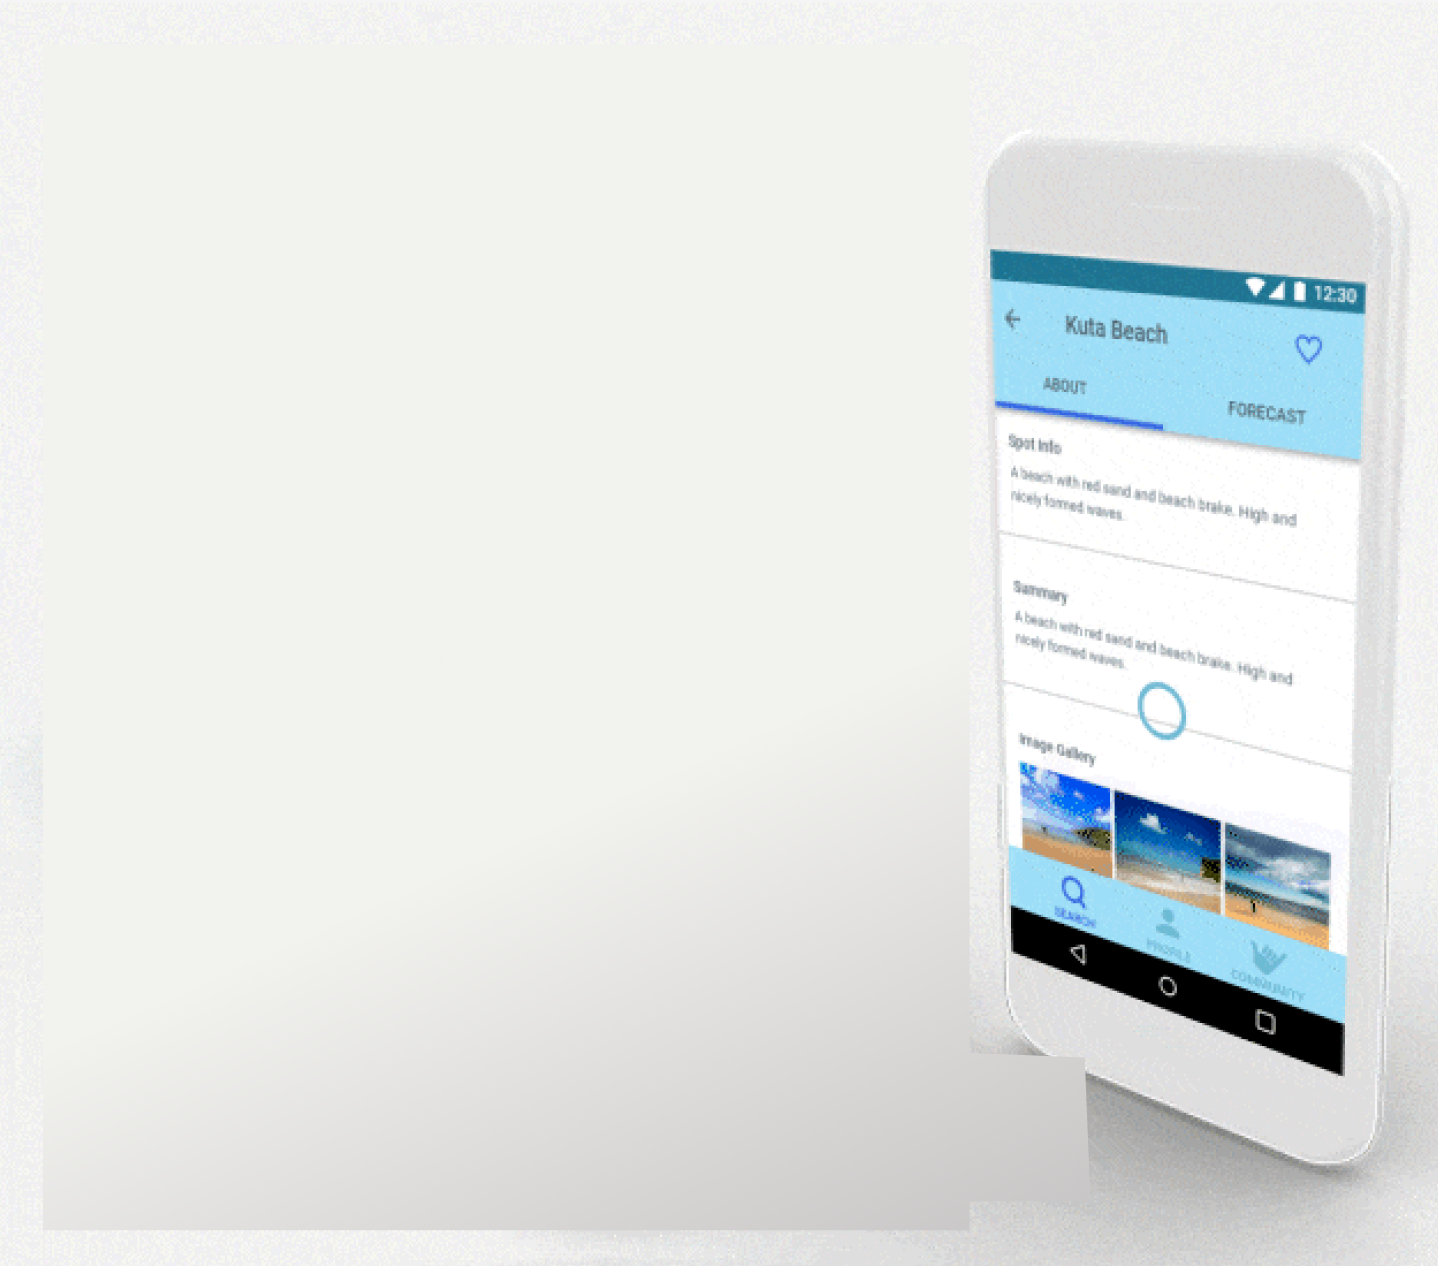 12:30
Kuta Beach
ABOUT
FORECAST
Spot Info
A beach with red sand and beach brake. High and
nicely formed waves.
Summary
A beach with red sand and beach brake. High and
nicely formed waves.
Image Gallery
SEARCH
PROFILE
COMMUNITY